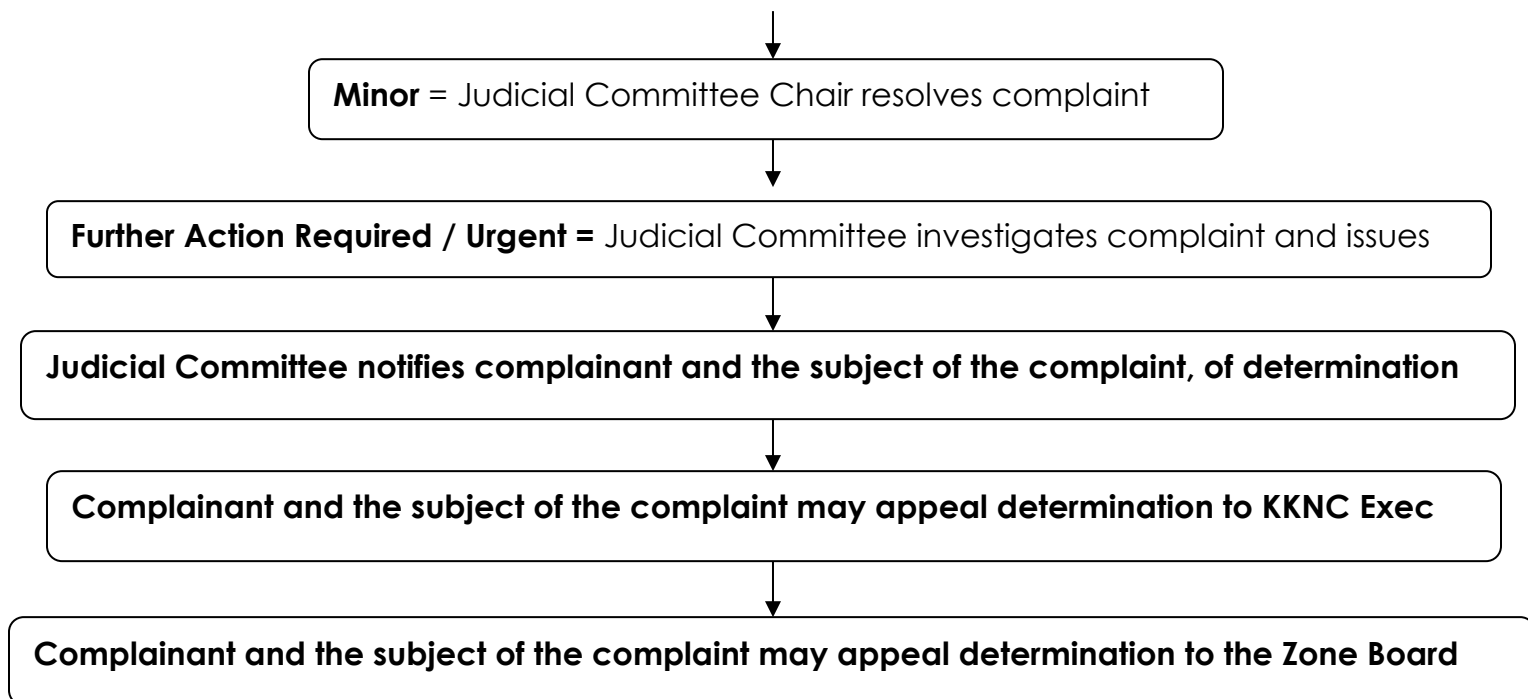 Minor = Judicial Committee Chair resolves complaint
Further Action Required / Urgent = Judicial Committee investigates complaint and issues
Judicial Committee notifies complainant and the subject of the complaint, of determination
Complainant and the subject of the complaint may appeal determination to KKNC Exec
Complainant and the subject of the complaint may appeal determination to the Zone Board